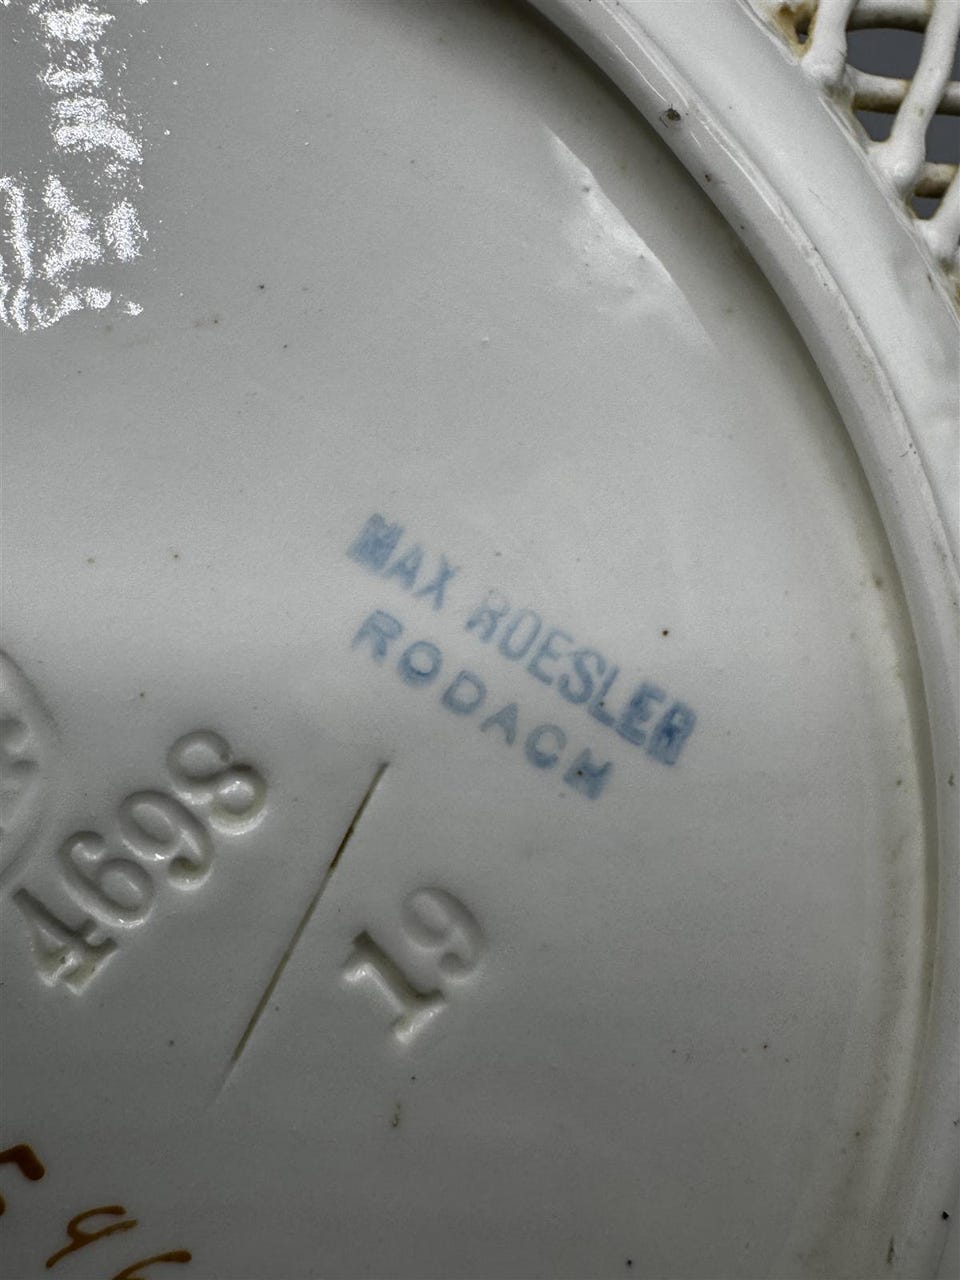 MAX ROESLER
RODACH
4698 / 19